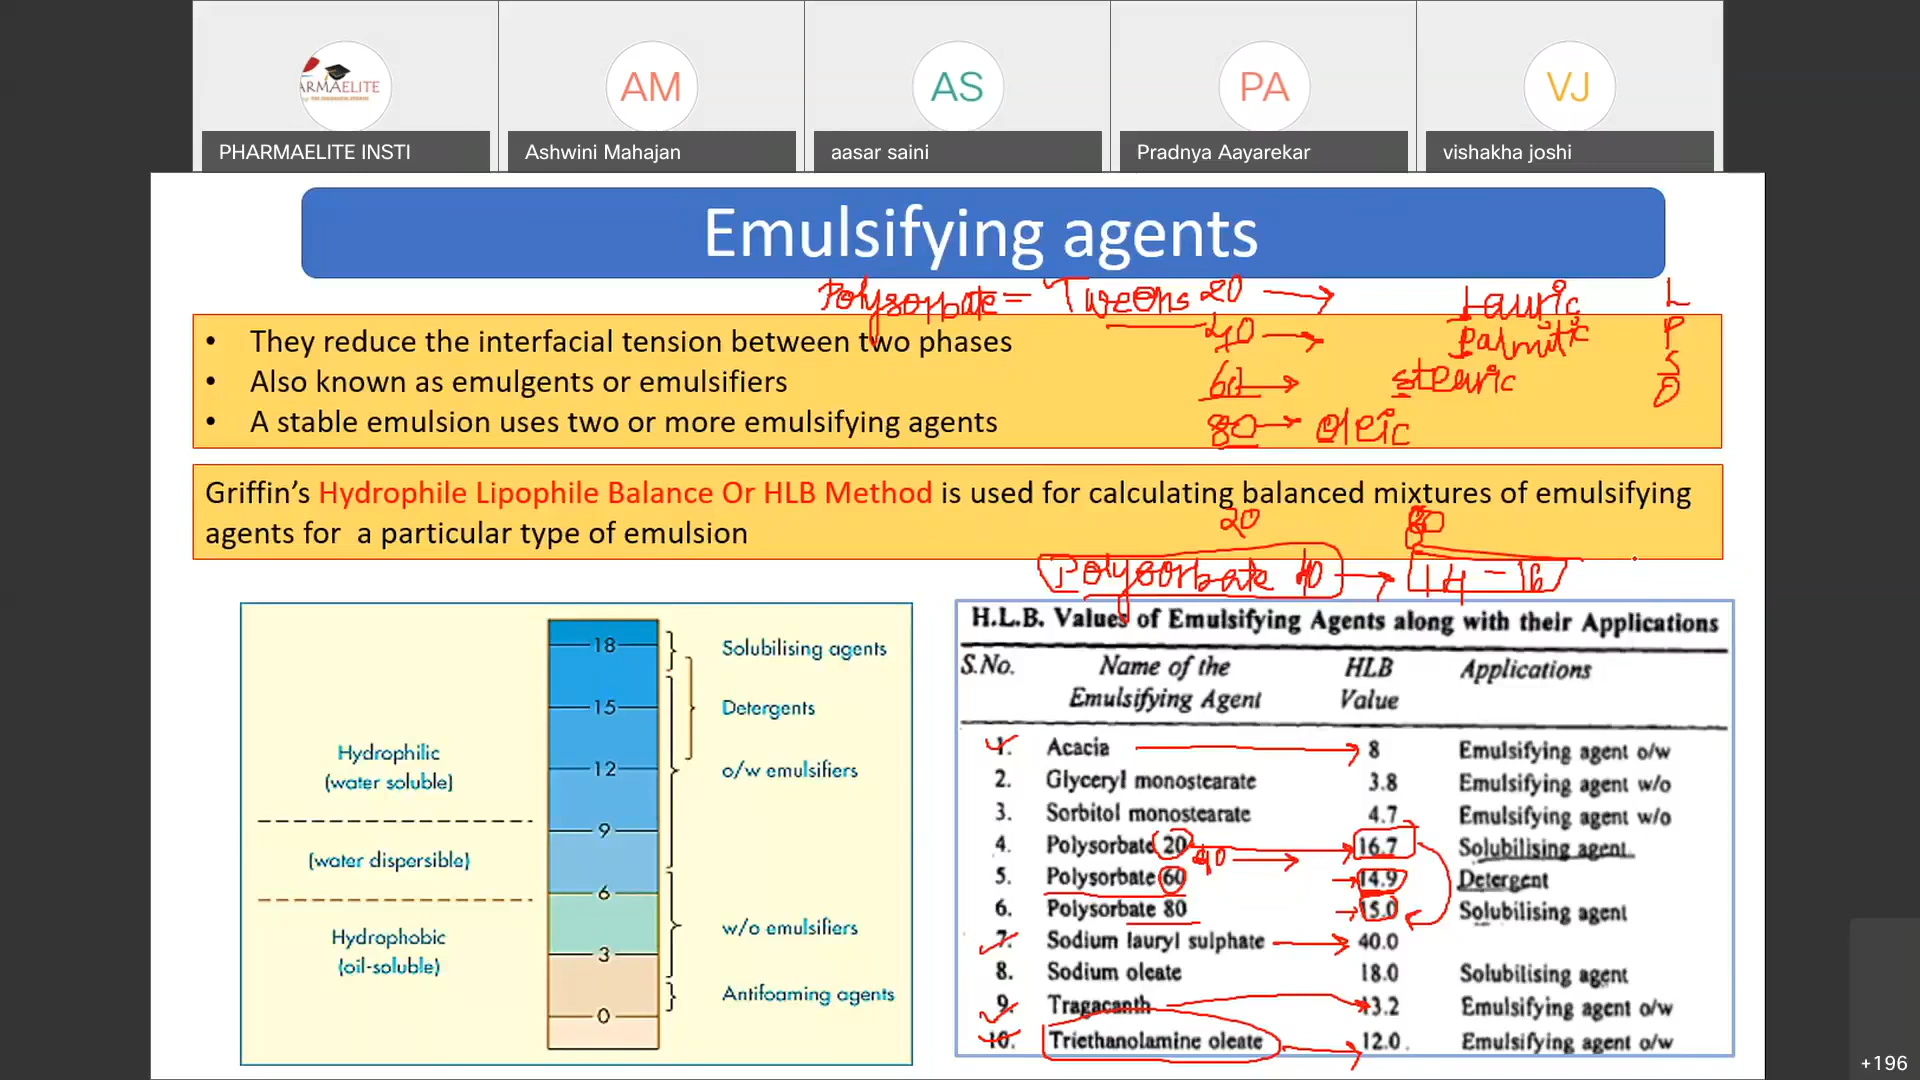 ARMAELITE
PHARMAELITE INSTI
AM
Ashwini Mahajan
AS
aasar saini
PA
Pradnya Aayarekar
VJ
vishakha joshi
Emulsifying agents
Polysorbate = Tweens 20 → Lauric L
40 → Palmitic P
60 → stearic S
80 → oleic O
• They reduce the interfacial tension between two phases
• Also known as emulgents or emulsifiers
• A stable emulsion uses two or more emulsifying agents
Griffin's Hydrophile Lipophile Balance Or HLB Method is used for calculating balanced mixtures of emulsifying
agents for a particular type of emulsion
20
Polysorbate 40 → 14 - 16
18
15
12
9
6
3
0
Solubilising agents
Detergents
o/w emulsifiers
w/o emulsifiers
Antifoaming agents
Hydrophilic
(water soluble)
(water dispersible)
Hydrophobic
(oil-soluble)
H.L.B. Values of Emulsifying Agents along with their Applications
S.No. Name of the HLB Applications
Emulsifying Agent Value
1. Acacia 8 Emulsifying agent o/w
2. Glyceryl monostearate 3.8 Emulsifying agent w/o
3. Sorbitol monostearate 4.7 Emulsifying agent w/o
4. Polysorbate 20 16.7 Solubilising agent
40 →
5. Polysorbate 60 14.9 Detergent
6. Polysorbate 80 15.0 Solubilising agent
7. Sodium lauryl sulphate 40.0
8. Sodium oleate 18.0 Solubilising agent
9. Tragacanth 13.2 Emulsifying agent o/w
10. Triethanolamine oleate 12.0 Emulsifying agent o/w
+196